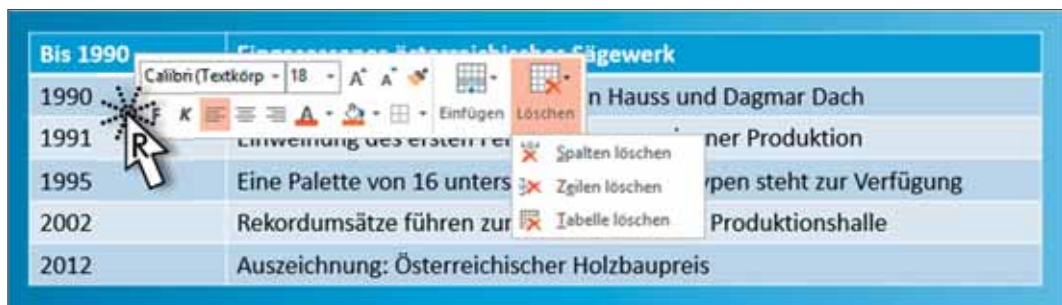 Bis 1990 Sägewerk
Calibri (Textkörp 18 A A Einfügen Löschen
1990 n Hauss und Dagmar Dach
F K A
R
1991 ner Produktion
Spalten löschen
1995 Eine Palette von 16 unters ypen steht zur Verfügung
Zeilen löschen
2002 Rekordumsätze führen zur Produktionshalle
Tabelle löschen
2012 Auszeichnung: Österreichischer Holzbaupreis